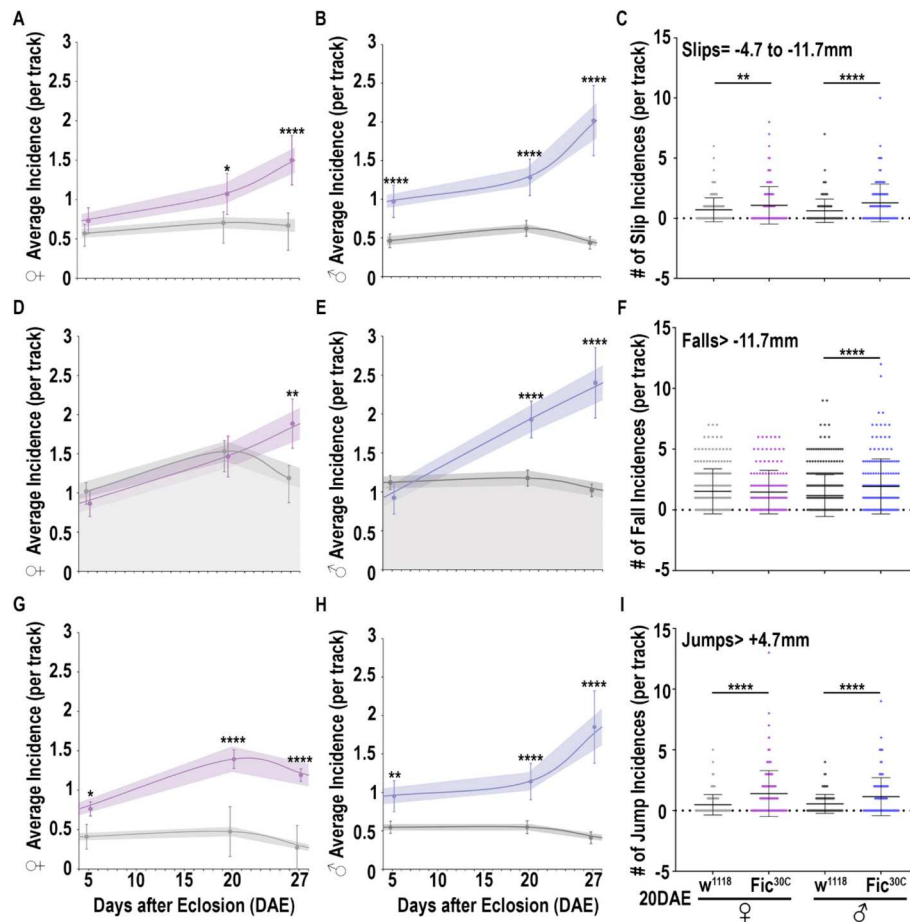 A
♀ Average Incidence (per track)
3
2.5
2
1.5
1
0.5
0
*
****
B
♂ Average Incidence (per track)
3
2.5
2
1.5
1
0.5
0
****
****
****
C
# of Slip Incidences (per track)
15
10
5
0
-5
Slips= -4.7 to -11.7mm
**
****
D
♀ Average Incidence (per track)
3
2.5
2
1.5
1
0.5
0
**
E
♂ Average Incidence (per track)
3
2.5
2
1.5
1
0.5
0
****
****
F
# of Fall Incidences (per track)
15
10
5
0
-5
Falls> -11.7mm
****
G
♀ Average Incidence (per track)
3
2.5
2
1.5
1
0.5
0
*
****
****
5 10 15 20 27
Days after Eclosion (DAE)
H
♂ Average Incidence (per track)
3
2.5
2
1.5
1
0.5
0
**
****
****
5 10 15 20 27
Days after Eclosion (DAE)
I
# of Jump Incidences (per track)
15
10
5
0
-5
Jumps> +4.7mm
****
****
w1118 Fic30C w1118 Fic30C
20DAE ♀ ♂